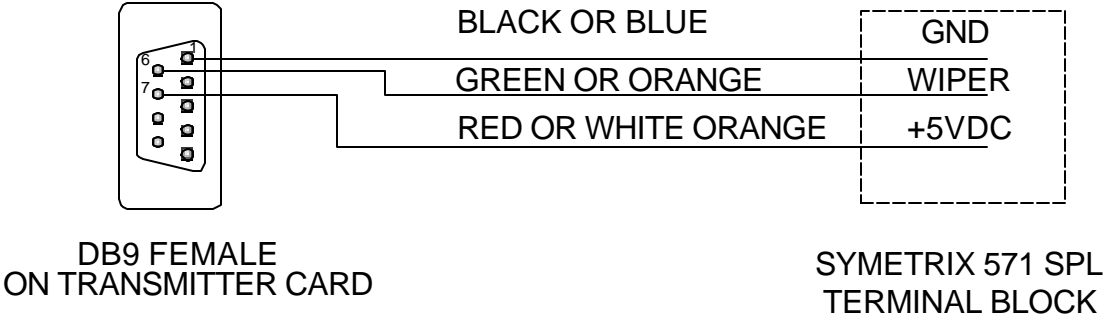 BLACK OR BLUE
GND
1
6
GREEN OR ORANGE
WIPER
7
RED OR WHITE ORANGE
+5VDC
DB9 FEMALE
ON TRANSMITTER CARD
SYMETRIX 571 SPL
TERMINAL BLOCK